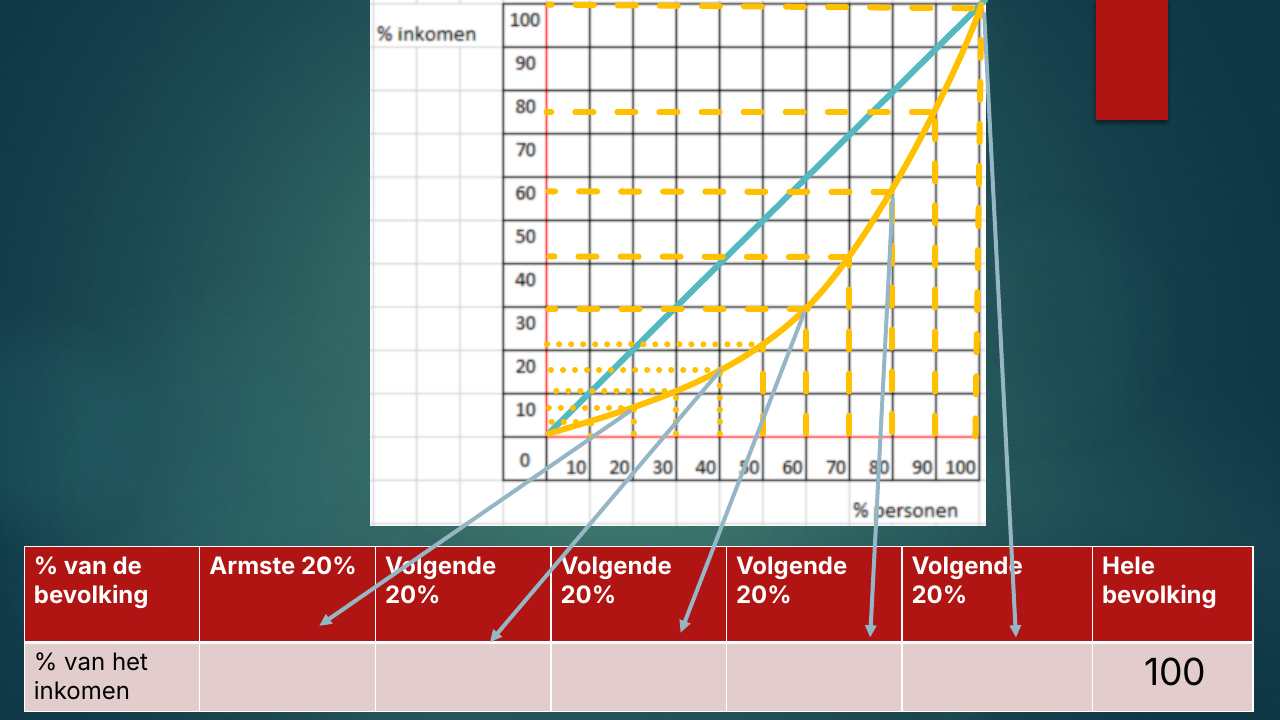 % inkomen
100
90
80
70
60
50
40
30
20
10
0
10 20 30 40 50 60 70 80 90 100
% personen
% van de bevolking Armste 20% Volgende 20% Volgende 20% Volgende 20% Volgende 20% Hele bevolking
% van het inkomen 100